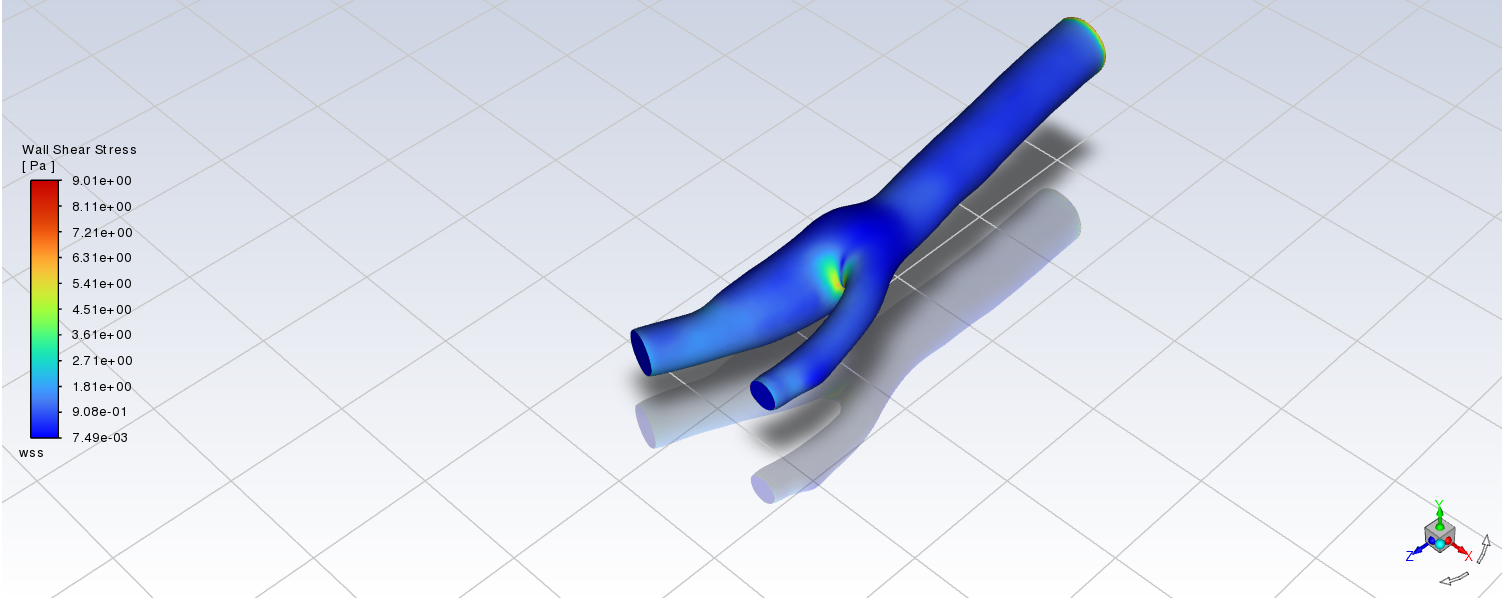 Wall Shear Stress
[ Pa ]
9.01e+00
8.11e+00
7.21e+00
6.31e+00
5.41e+00
4.51e+00
3.61e+00
2.71e+00
1.81e+00
9.08e-01
7.49e-03
wss
Y
Z
X